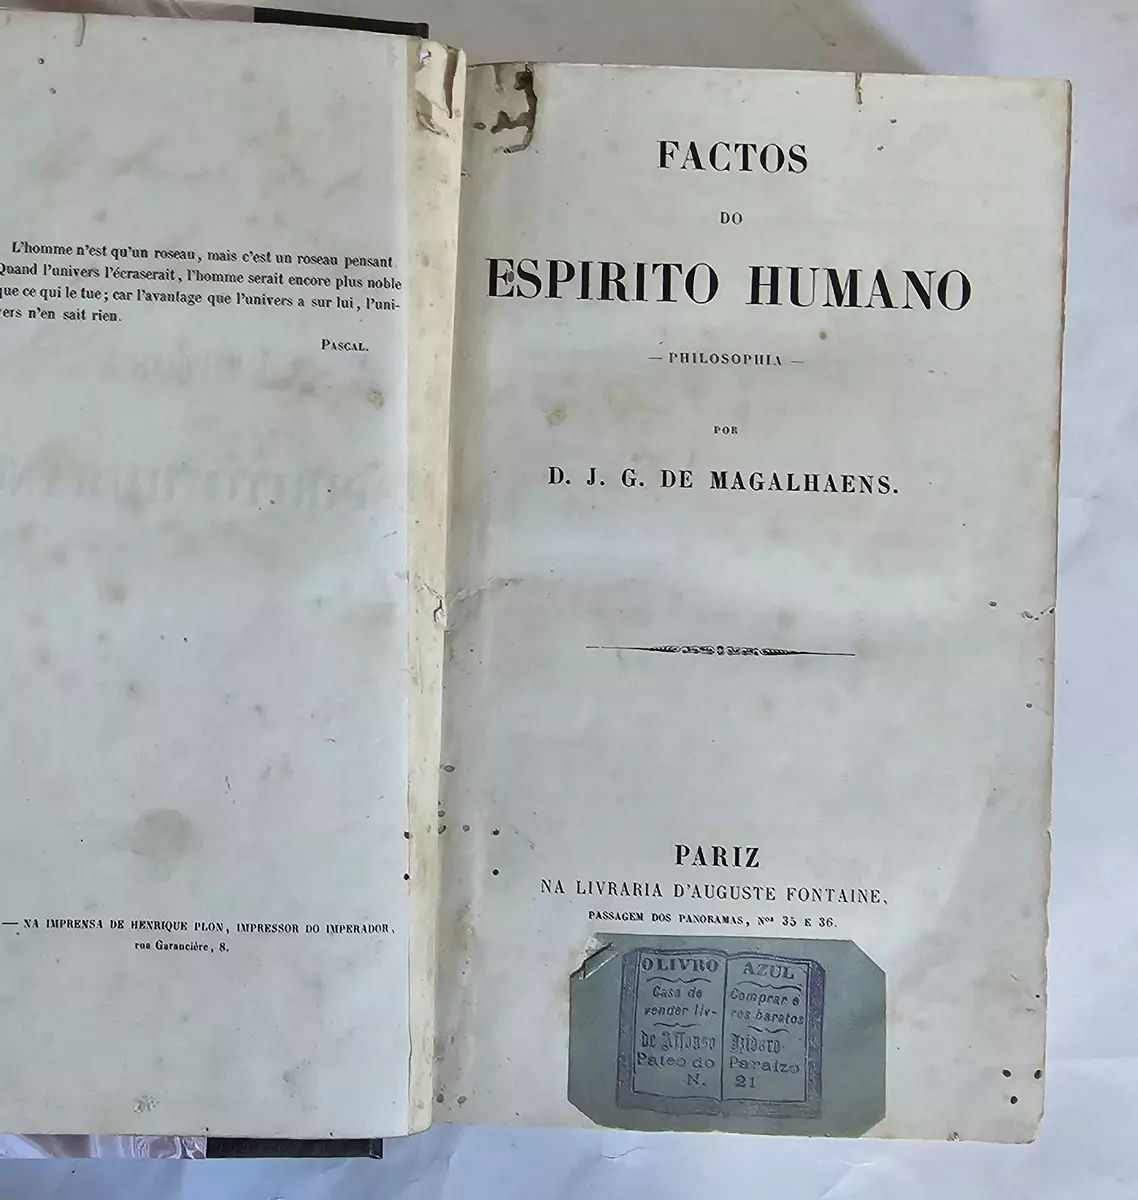 L'homme n'est qu'un roseau, mais c'est un roseau pensant
Quand l'univers l'écraserait, l'homme serait encore plus noble
que ce qui le tue; car l'avantage que l'univers a sur lui, l'uni-
vers n'en sait rien.
PASCAL.
— NA IMPRENSA DE HENRIQUE PLON, IMPRESSOR DO IMPERADOR,
rua Garancière, 8.
FACTOS
DO
ESPIRITO HUMANO
— PHILOSOPHIA —
POR
D. J. G. DE MAGALHAENS.
PARIZ
NA LIVRARIA D'AUGUSTE FONTAINE,
PASSAGEM DOS PANORAMAS, Nos 35 E 36.
O LIVRO AZUL
Casa de Comprar e
vender liv- ros baratos
de Affonso Izidoro
Pateo do Paraizo
N. 21